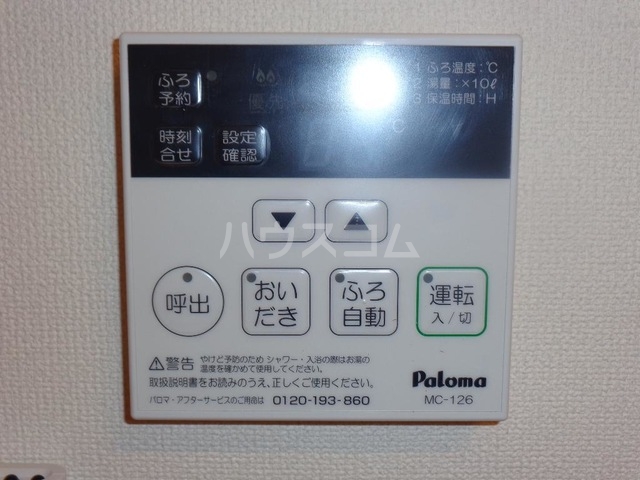 ふろ予約
優先
1 ふろ温度:℃
2 湯量:×10ℓ
3 保温時間:H
℃
時刻合せ
設定確認
▼
▲
ハウスコム
呼出
おいだき
ふろ自動
運転
入/切
⚠警告 やけど予防のため シャワー・入浴の際はお湯の
温度を確かめて使用してください。
取扱説明書をお読みのうえ、正しくご使用ください。
パロマ・アフターサービスのご用命は 0120-193-860
Paloma
MC-126